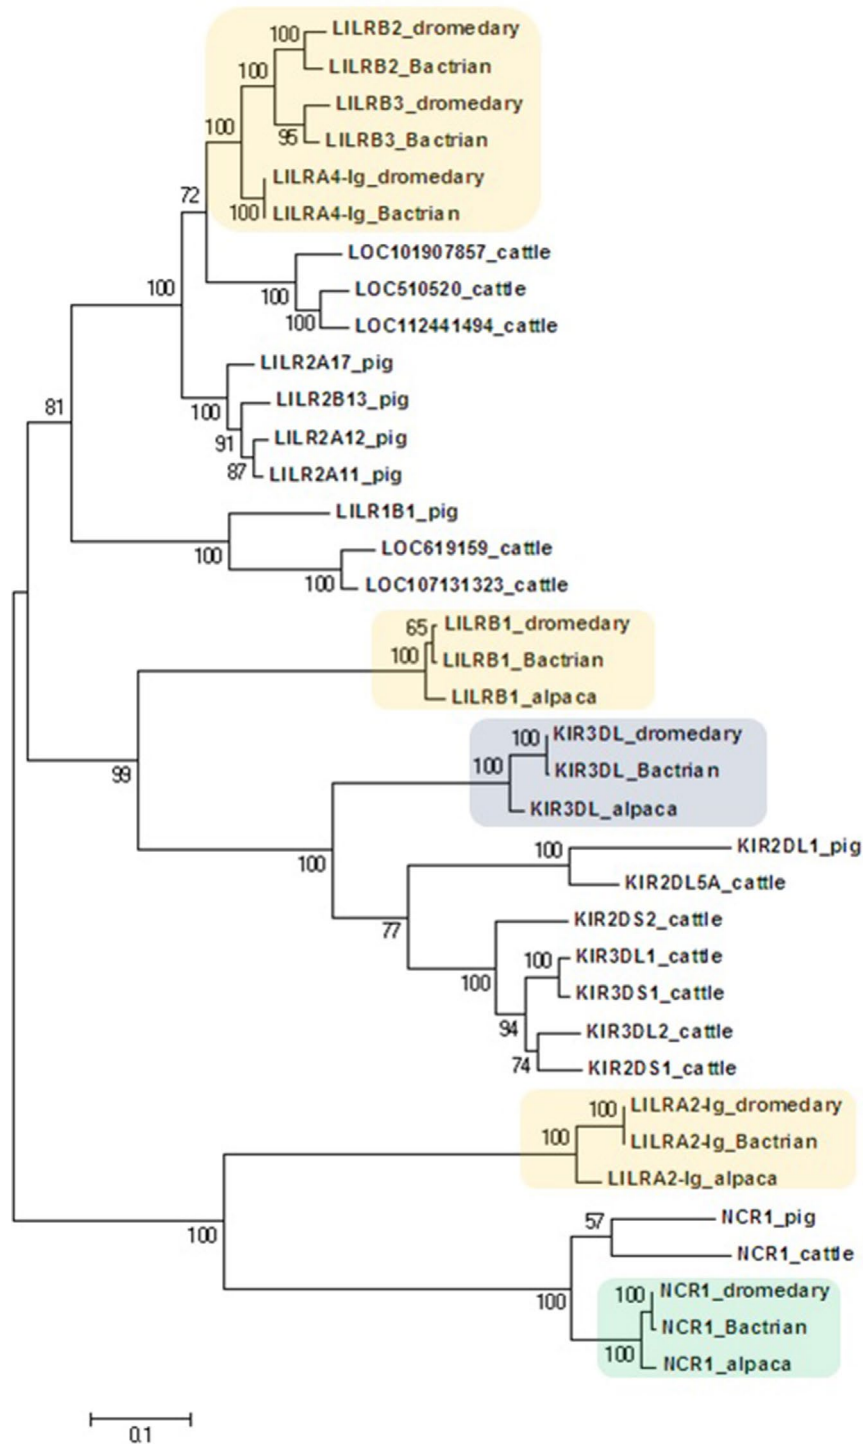 100 LILRB2_dromedary
100 LILRB2_Bactrian
100 LILRB3_dromedary
95 LILRB3_Bactrian
LILRA4-Ig_dromedary
100 LILRA4-Ig_Bactrian
72
LOC101907857_cattle
100 100 LOC510520_cattle
100 LOC112441494_cattle
LILR2A17_pig
81 100 LILR2B13_pig
91 LILR2A12_pig
87 LILR2A11_pig
LILR1B1_pig
100 LOC619159_cattle
100 LOC107131323_cattle
65 LILRB1_dromedary
100 LILRB1_Bactrian
LILRB1_alpaca
100 KIR3DL_dromedary
99 100 KIR3DL_Bactrian
KIR3DL_alpaca
100 KIR2DL1_pig
100 KIR2DL5A_cattle
77 KIR2DS2_cattle
100 KIR3DL1_cattle
100 KIR3DS1_cattle
94 KIR3DL2_cattle
74 KIR2DS1_cattle
100 LILRA2-Ig_dromedary
100 LILRA2-Ig_Bactrian
LILRA2-Ig_alpaca
100 57 NCR1_pig
NCR1_cattle
100 100 NCR1_dromedary
NCR1_Bactrian
100 NCR1_alpaca
0.1